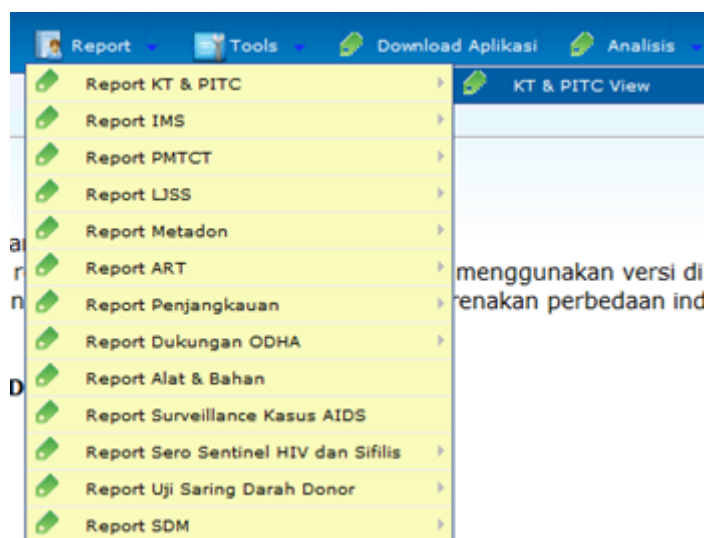 Report Tools Download Aplikasi Analisis
Report KT & PITC
KT & PITC View
Report IMS
Report PMTCT
Report LJSS
Report Metadon
Report ART
menggunakan versi di
Report Penjangkauan
renakan perbedaan ind
Report Dukungan ODHA
Report Alat & Bahan
Report Surveillance Kasus AIDS
Report Sero Sentinel HIV dan Sifilis
Report Uji Saring Darah Donor
Report SDM